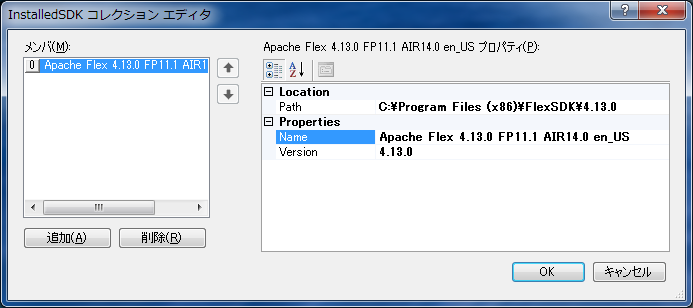 InstalledSDK コレクション エディタ
メンバ(M):
0 Apache Flex 4.13.0 FP11.1 AIR1
追加(A)
削除(R)
Apache Flex 4.13.0 FP11.1 AIR14.0 en_US プロパティ(P):
Location
Path C:¥Program Files (x86)¥FlexSDK¥4.13.0
Properties
Name Apache Flex 4.13.0 FP11.1 AIR14.0 en_US
Version 4.13.0
OK
キャンセル